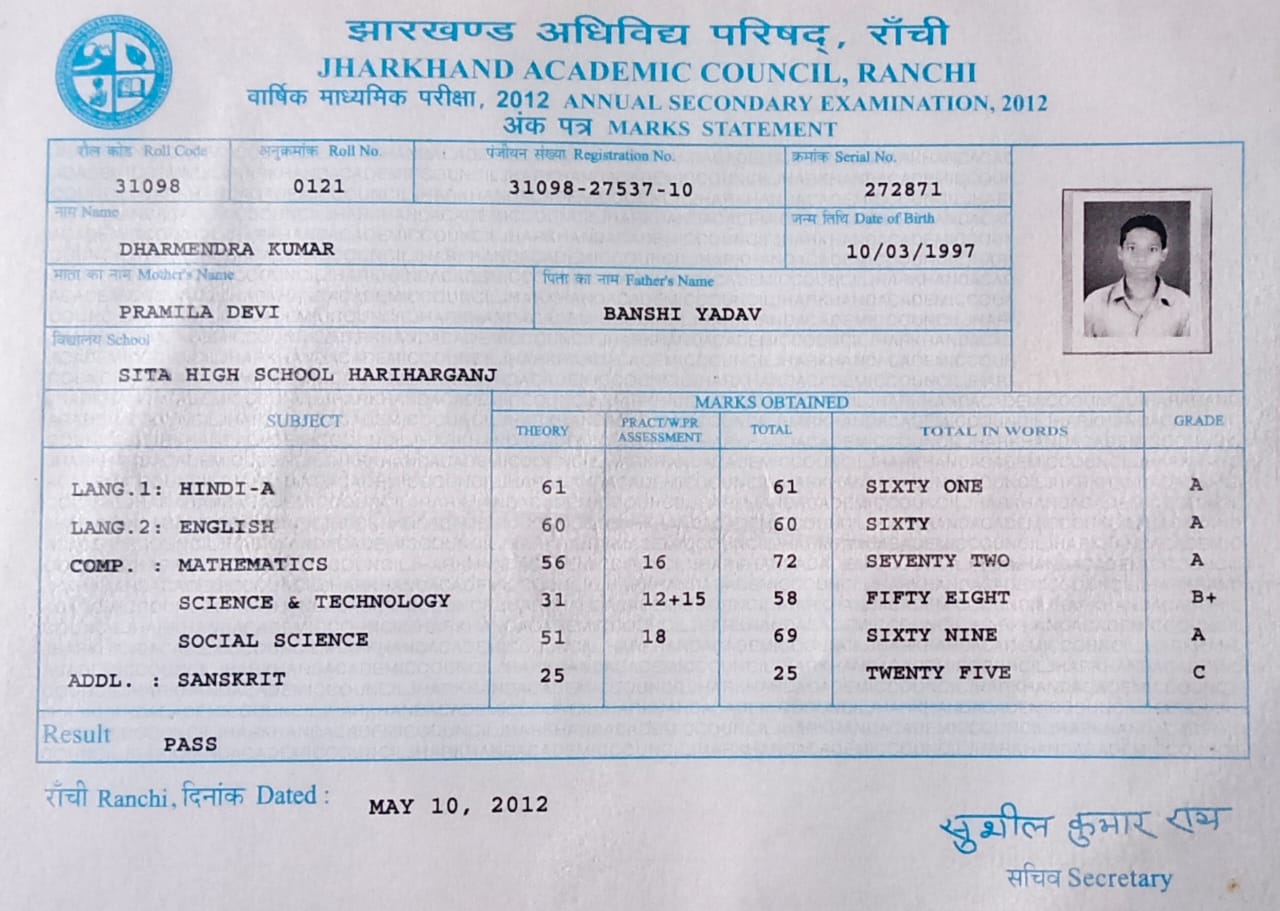 झारखण्ड अधिविद्य परिषद्, राँची
JHARKHAND ACADEMIC COUNCIL, RANCHI
वार्षिक माध्यमिक परीक्षा, 2012 ANNUAL SECONDARY EXAMINATION, 2012
अंक पत्र MARKS STATEMENT
रौल कोड Roll Code अनुक्रमांक Roll No. पंजीयन संख्या Registration No. क्रमांक Serial No.
31098 0121 31098-27537-10 272871
नाम Name जन्म तिथि Date of Birth
DHARMENDRA KUMAR 10/03/1997
माता का नाम Mother's Name पिता का नाम Father's Name
PRAMILA DEVI BANSHI YADAV
विद्यालय School
SITA HIGH SCHOOL HARIHARGANJ
MARKS OBTAINED
SUBJECT THEORY PRACT/W.PR. ASSESSMENT TOTAL TOTAL IN WORDS GRADE
LANG.1: HINDI-A 61 61 SIXTY ONE A
LANG.2: ENGLISH 60 60 SIXTY A
COMP. : MATHEMATICS 56 16 72 SEVENTY TWO A
SCIENCE & TECHNOLOGY 31 12+15 58 FIFTY EIGHT B+
SOCIAL SCIENCE 51 18 69 SIXTY NINE A
ADDL. : SANSKRIT 25 25 TWENTY FIVE C
Result PASS
राँची Ranchi, दिनांक Dated : MAY 10, 2012
सुशील कुमार राय
सचिव Secretary